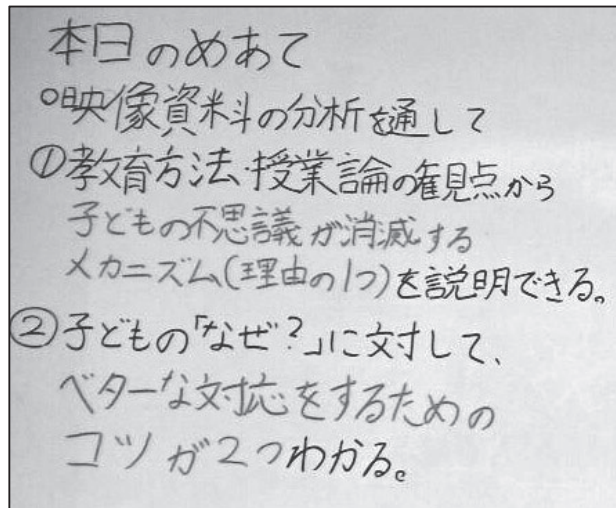 本日のめあて
○映像資料の分析を通して
①教育方法・授業論の観点から
子どもの不思議が消滅する
メカニズム(理由の1つ)を説明できる。
②子どもの「なぜ?」に対して、
ベターな対応をするための
コツが2つわかる。